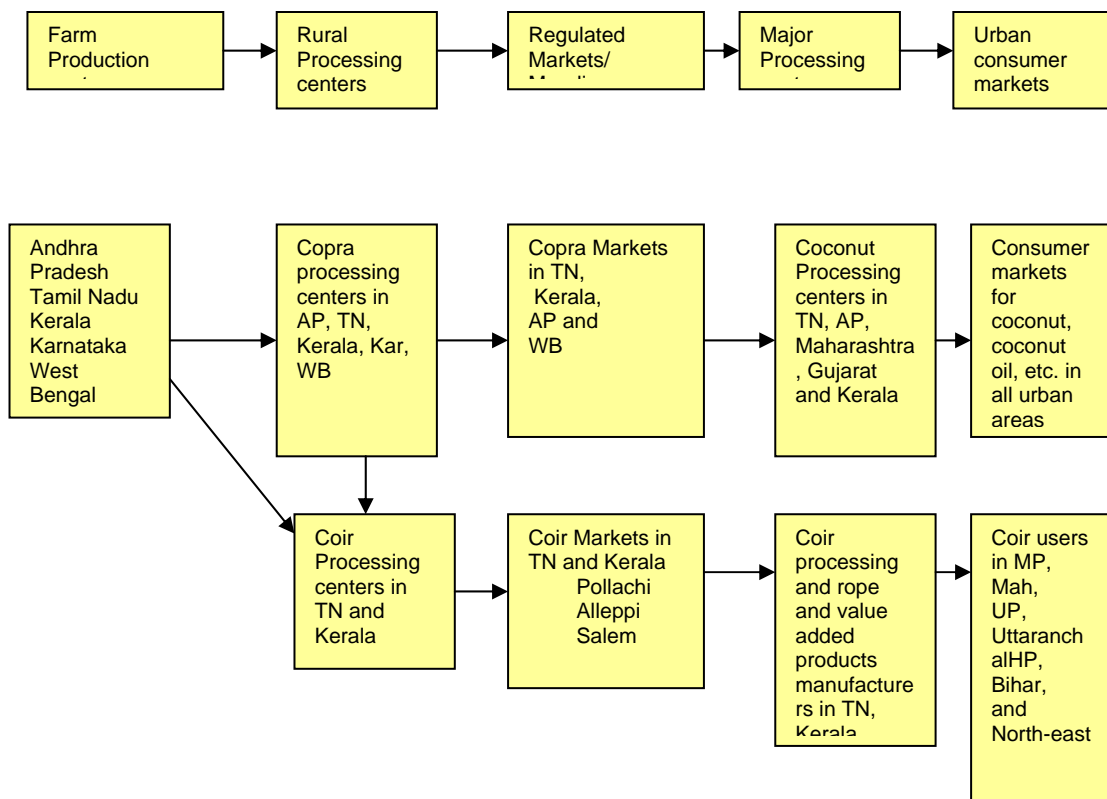 Farm
Production
Rural
Processing
centers
Regulated
Markets/
Major
Processing
Urban
consumer
markets
Andhra
Pradesh
Tamil Nadu
Kerala
Karnataka
West
Bengal
Copra
processing
centers in
AP, TN,
Kerala, Kar,
WB
Copra Markets
in TN,
Kerala,
AP and
WB
Coconut
Processing
centers in
TN, AP,
Maharashtra
, Gujarat
and Kerala
Consumer
markets
for
coconut,
coconut
oil, etc. in
all urban
areas
Coir
Processing
centers in
TN and
Kerala
Coir Markets in
TN and Kerala
Pollachi
Alleppi
Salem
Coir
processing
and rope
and value
added
products
manufacture
rs in TN,
Kerala
Coir users
in MP,
Mah,
UP,
Uttaranch
alHP,
Bihar,
and
North-east